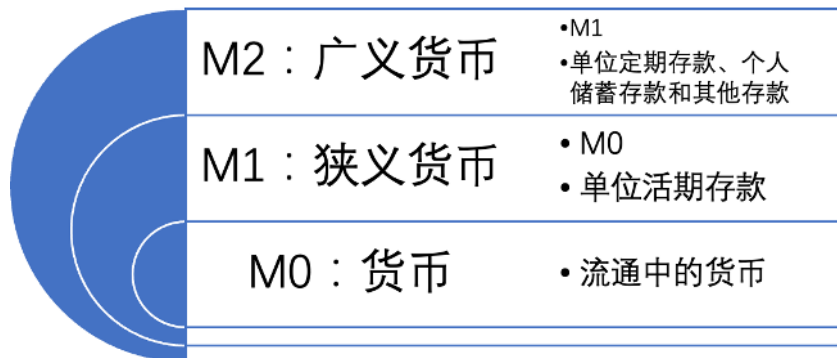 M2：广义货币
•M1
•单位定期存款、个人
储蓄存款和其他存款
M1：狭义货币
• M0
• 单位活期存款
M0：货币
• 流通中的货币